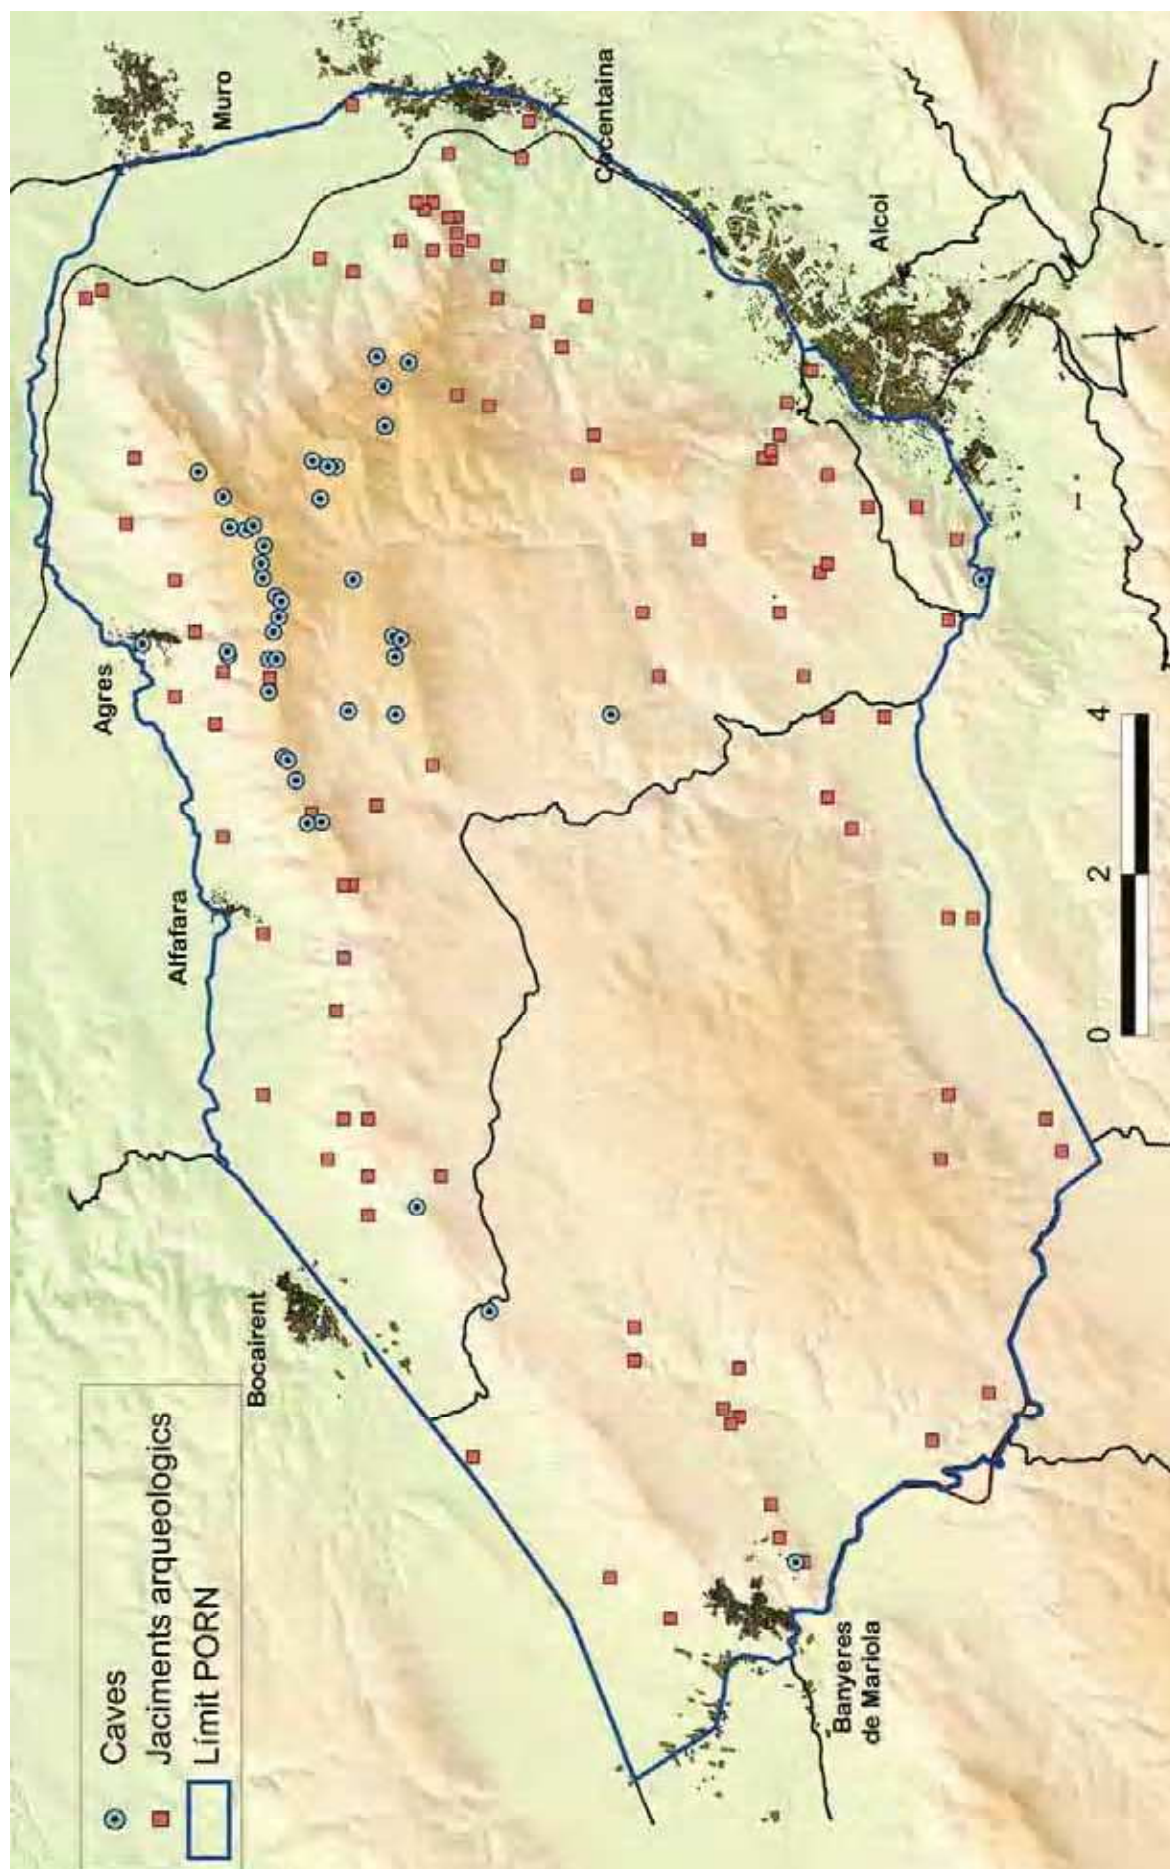 Caves
Jaciments arqueologics
Límit PORN
Bocairent
Alfafara
Agres
Muro
Cocentaina
Alcoi
Banyeres
de Mariola
0 2 4